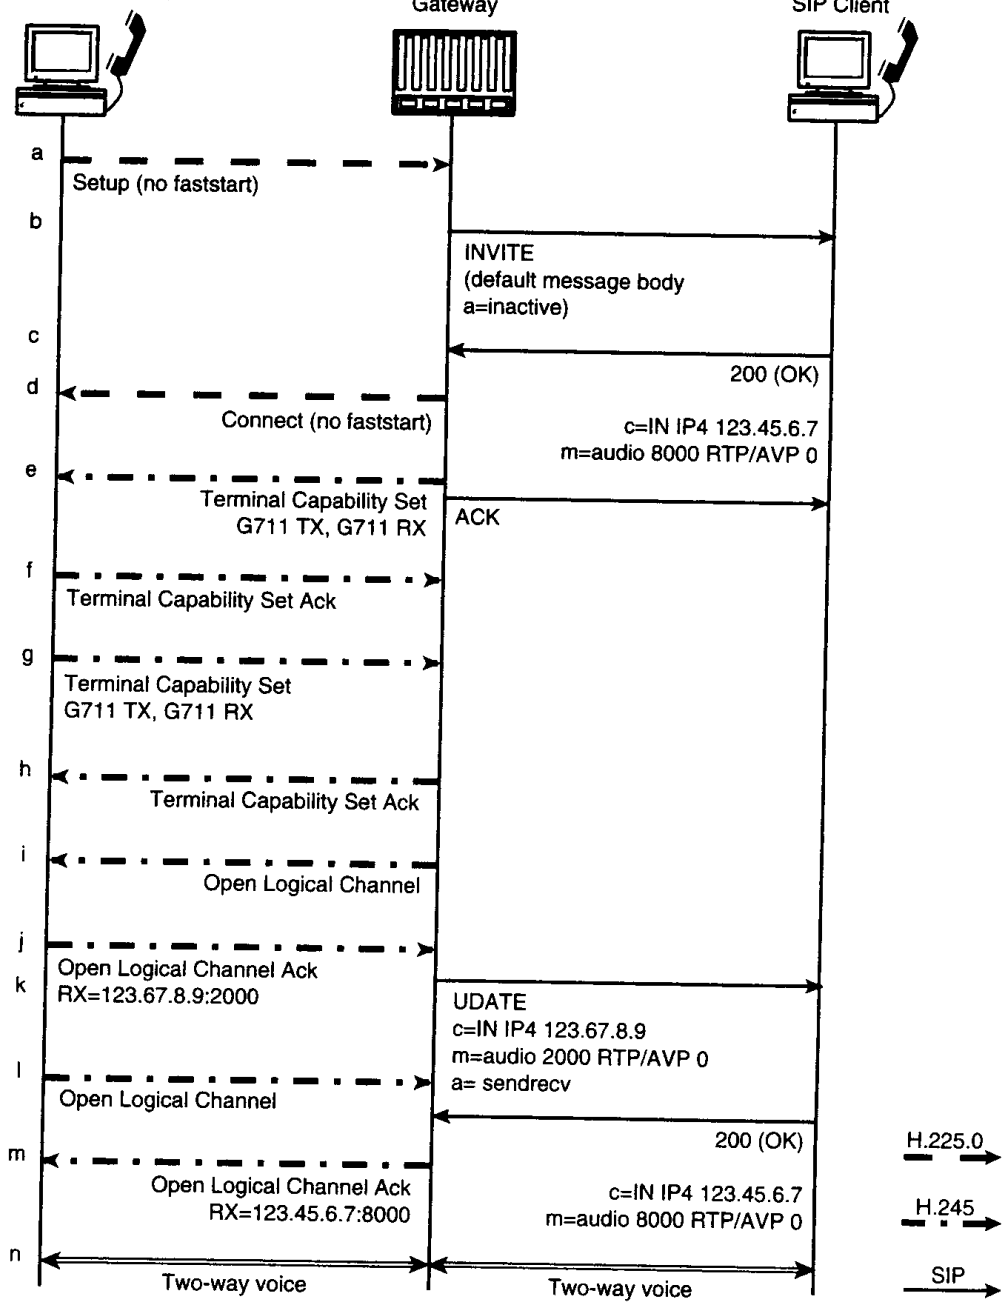 Gateway
SIP Client
a
Setup (no faststart)
b
INVITE
(default message body
a=inactive)
c
200 (OK)
d
Connect (no faststart)
c=IN IP4 123.45.6.7
m=audio 8000 RTP/AVP 0
e
Terminal Capability Set
G711 TX, G711 RX
ACK
f
Terminal Capability Set Ack
g
Terminal Capability Set
G711 TX, G711 RX
h
Terminal Capability Set Ack
i
Open Logical Channel
j
Open Logical Channel Ack
RX=123.67.8.9:2000
k
UDATE
c=IN IP4 123.67.8.9
m=audio 2000 RTP/AVP 0
a= sendrecv
l
Open Logical Channel
200 (OK)
c=IN IP4 123.45.6.7
m=audio 8000 RTP/AVP 0
m
Open Logical Channel Ack
RX=123.45.6.7:8000
n
Two-way voice
Two-way voice
H.225.0
H.245
SIP